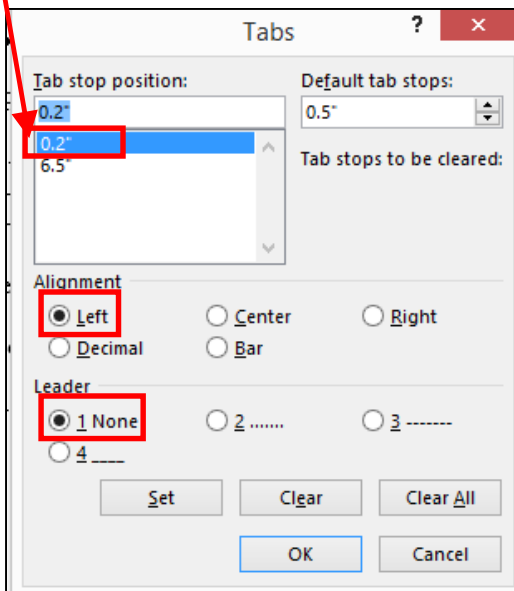 Tabs ? ×
Tab stop position: Default tab stops:
0.2" 0.5"
0.2"
6.5" Tab stops to be cleared:
Alignment
Left Center Right
Decimal Bar
Leader
1 None 2 ....... 3 -------
4 ____
Set Clear Clear All
OK Cancel